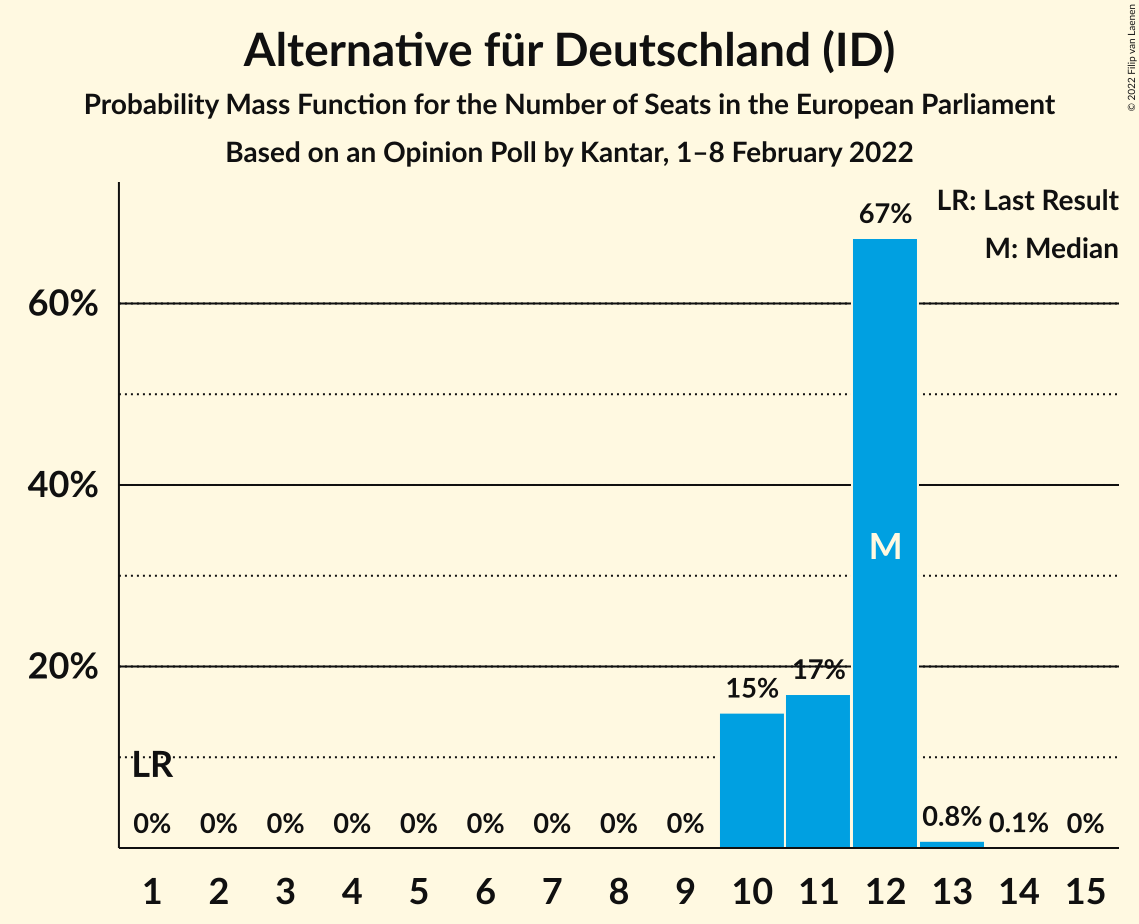 Alternative für Deutschland (ID)
Probability Mass Function for the Number of Seats in the European Parliament
Based on an Opinion Poll by Kantar, 1–8 February 2022
© 2022 Filip van Laenen
LR: Last Result
M: Median
67%
60%
40%
M
20%
17%
15%
LR
0% 0% 0% 0% 0% 0% 0% 0% 0% 0.8% 0.1% 0%
1 2 3 4 5 6 7 8 9 10 11 12 13 14 15